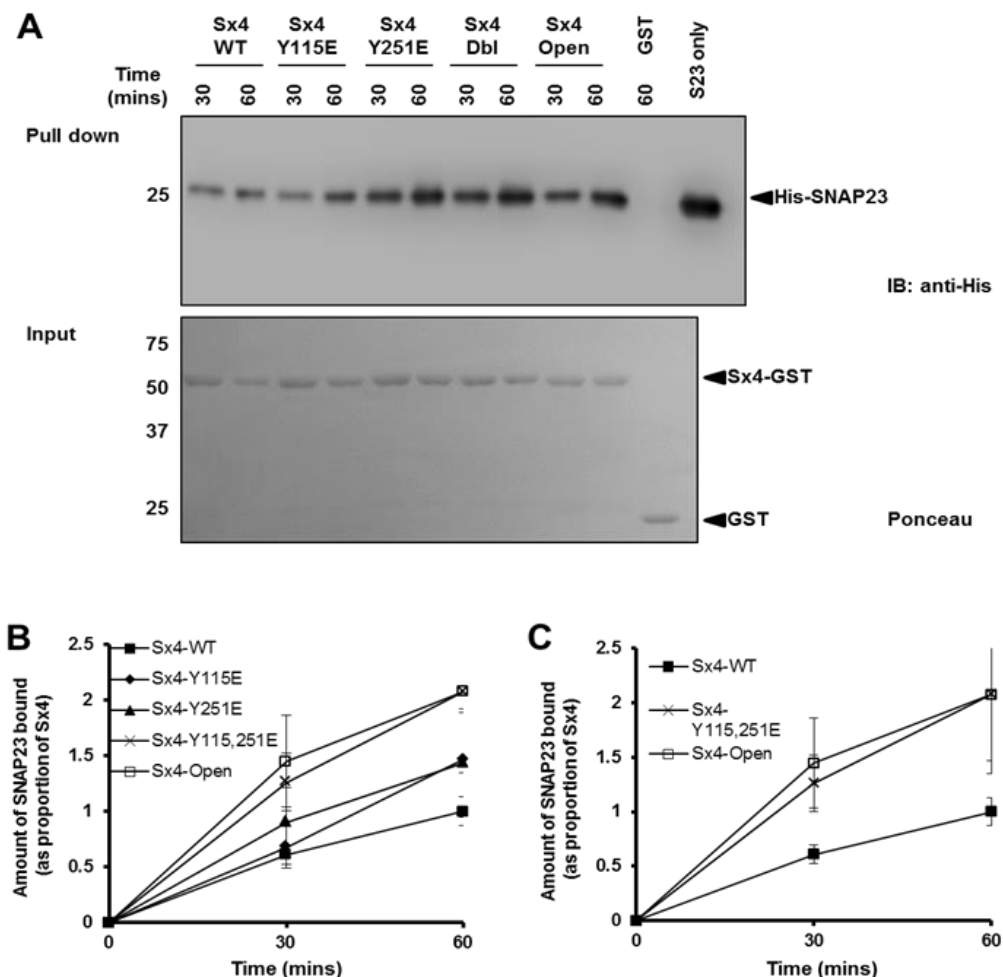 A
Sx4 Sx4 Sx4 Sx4 Sx4
WT Y115E Y251E Dbl Open GST S23 only
Time
(mins) 30 60 30 60 30 60 30 60 30 60 60
Pull down
25 His-SNAP23
IB: anti-His
Input
75
50 Sx4-GST
37
25 GST Ponceau
B
Amount of SNAP23 bound
(as proportion of Sx4)
2.5
2
1.5
1
0.5
0
Sx4-WT
Sx4-Y115E
Sx4-Y251E
Sx4-Y115,251E
Sx4-Open
0 30 60
Time (mins)
C
Amount of SNAP23 bound
(as proportion of Sx4)
2.5
2
1.5
1
0.5
0
Sx4-WT
Sx4-
Y115,251E
Sx4-Open
0 30 60
Time (mins)